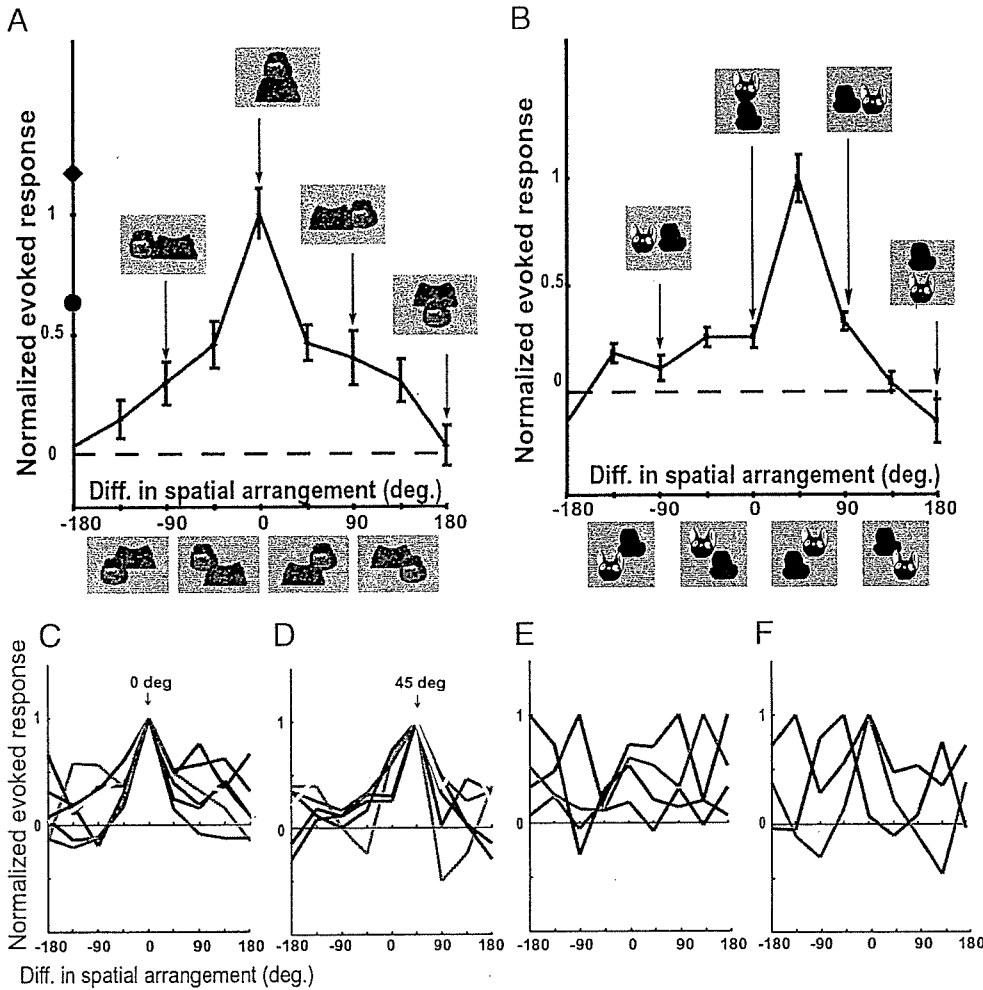 A
B
Normalized evoked response
1
0.5
0
Diff. in spatial arrangement (deg.)
-180 -90 0 90 180
Normalized evoked response
1
0.5
0
Diff. in spatial arrangement (deg.)
-180 -90 0 90 180
C
D
E
F
Normalized evoked response
0 deg
1
0
-180 -90 0 90 180
45 deg
1
0
-180 -90 0 90 180
1
0
-180 -90 0 90 180
1
0
-180 -90 0 90 180
Diff. in spatial arrangement (deg.)